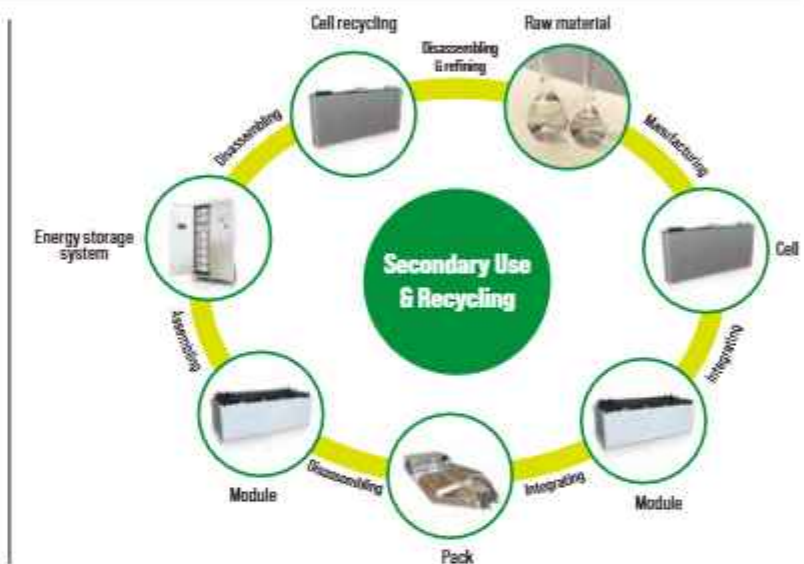 Cell recycling
Raw material
Disassembling
& refining
Disassembling
Manufacturing
Energy storage
system
Secondary Use
& Recycling
Cell
Assembling
Integrating
Module
Disassembling
Integrating
Module
Pack